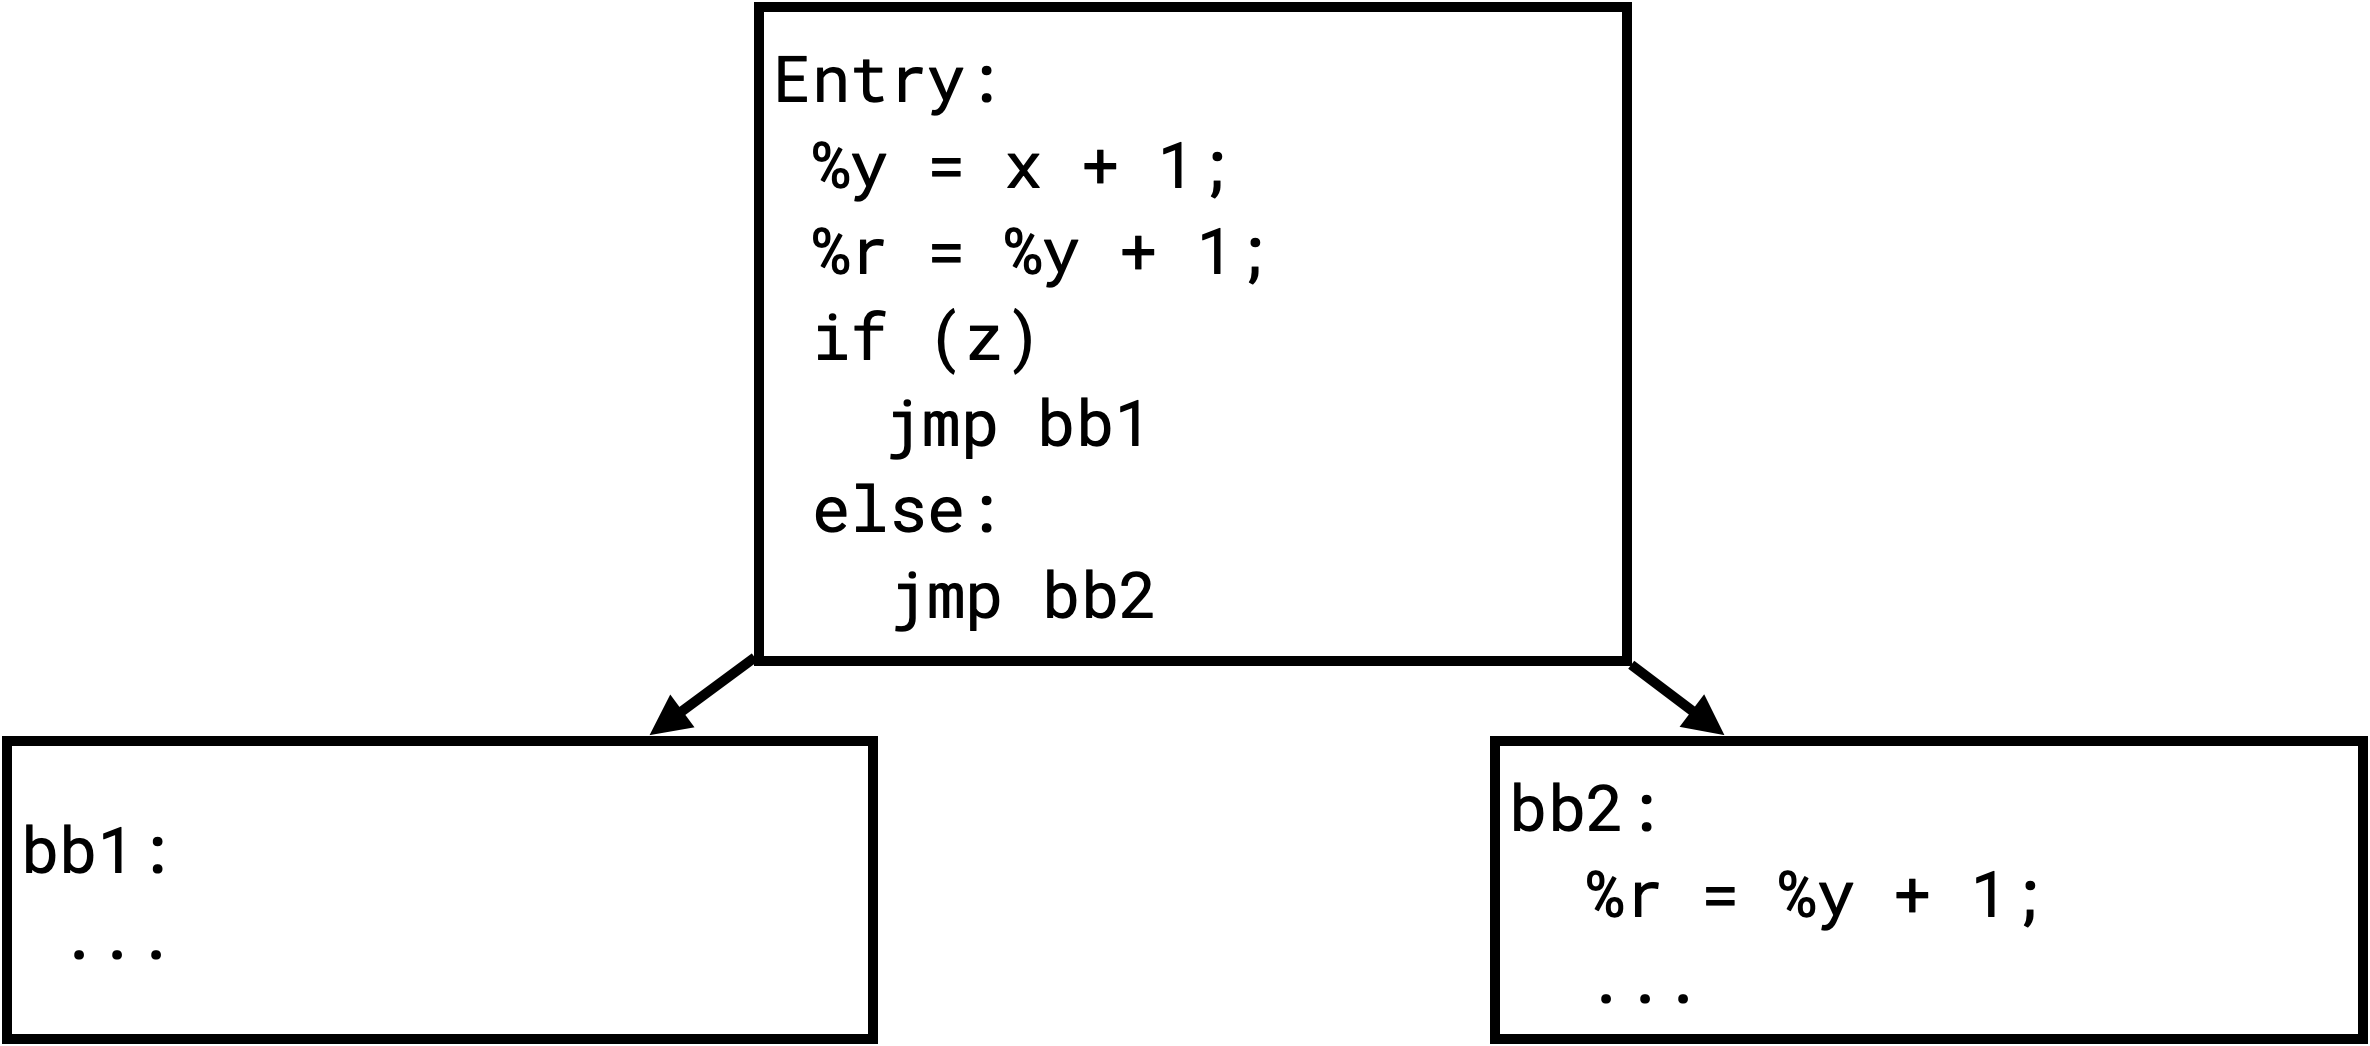 Entry:
%y = x + 1;
%r = %y + 1;
if (z)
jmp bb1
else:
jmp bb2
bb1:
...
bb2:
%r = %y + 1;
...